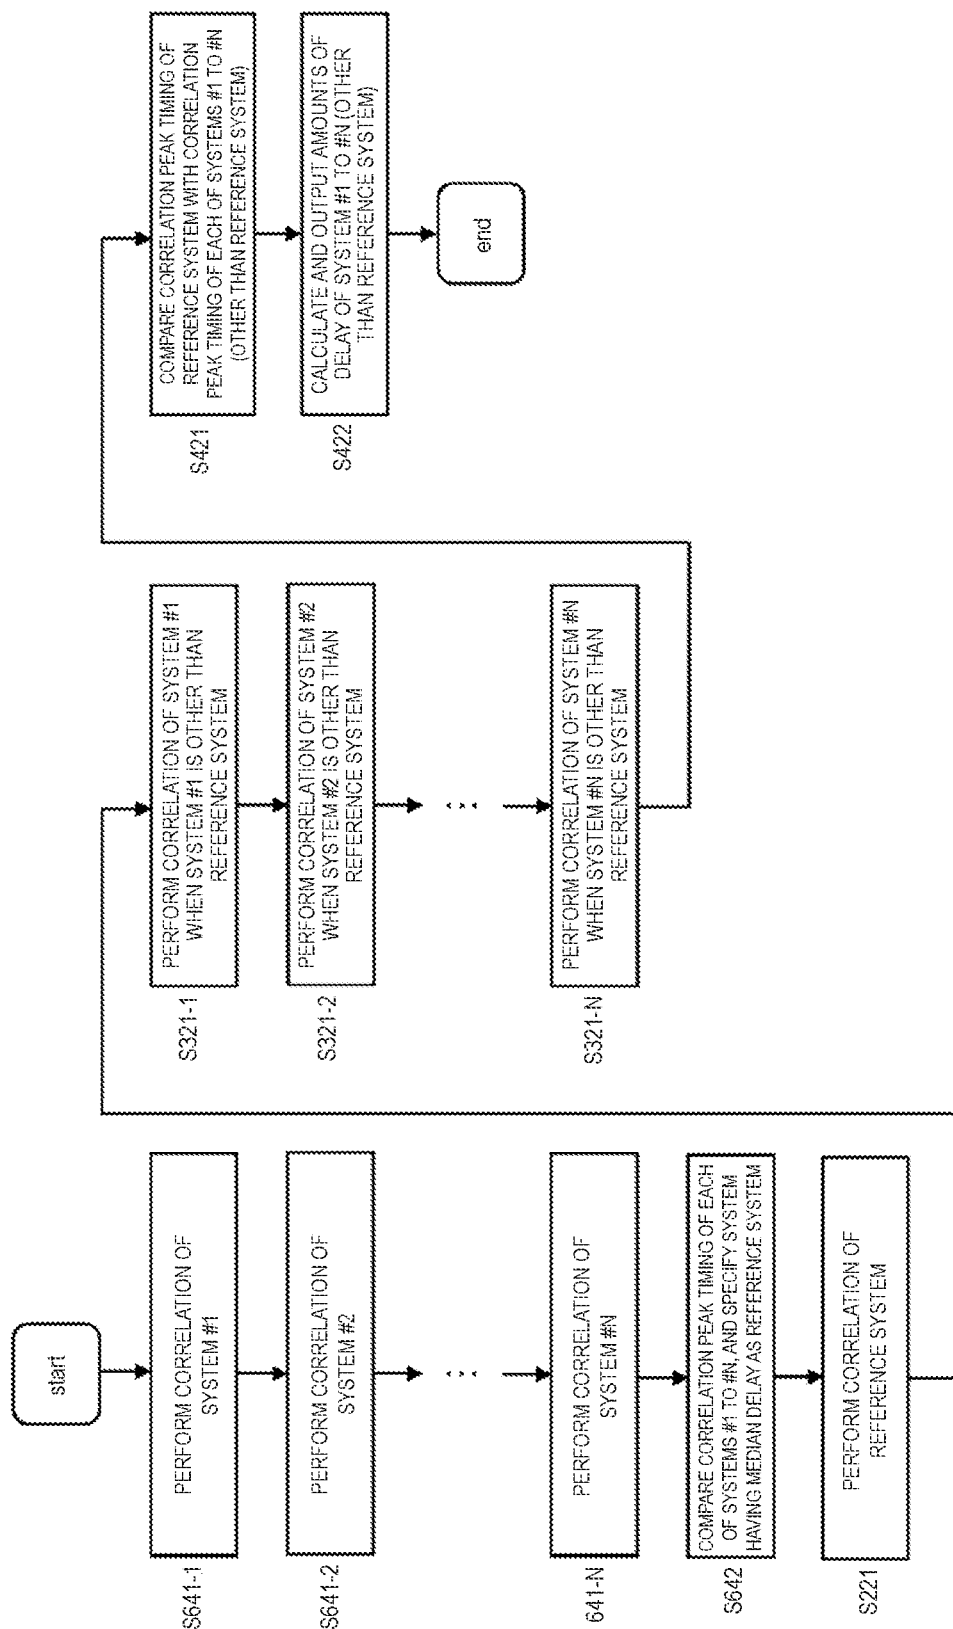 start
S641-1
PERFORM CORRELATION OF
SYSTEM #1
S641-2
PERFORM CORRELATION OF
SYSTEM #2
641-N
PERFORM CORRELATION OF
SYSTEM #N
S642
COMPARE CORRELATION PEAK TIMING OF EACH
OF SYSTEMS #1 TO #N, AND SPECIFY SYSTEM
HAVING MEDIAN DELAY AS REFERENCE SYSTEM
S221
PERFORM CORRELATION OF
REFERENCE SYSTEM
S321-1
PERFORM CORRELATION OF SYSTEM #1
WHEN SYSTEM #1 IS OTHER THAN
REFERENCE SYSTEM
S321-2
PERFORM CORRELATION OF SYSTEM #2
WHEN SYSTEM #2 IS OTHER THAN
REFERENCE SYSTEM
S321-N
PERFORM CORRELATION OF SYSTEM #N
WHEN SYSTEM #N IS OTHER THAN
REFERENCE SYSTEM
S421
COMPARE CORRELATION PEAK TIMING OF
REFERENCE SYSTEM WITH CORRELATION
PEAK TIMING OF EACH OF SYSTEMS #1 TO #N
(OTHER THAN REFERENCE SYSTEM)
S422
CALCULATE AND OUTPUT AMOUNTS OF
DELAY OF SYSTEM #1 TO #N (OTHER
THAN REFERENCE SYSTEM)
end